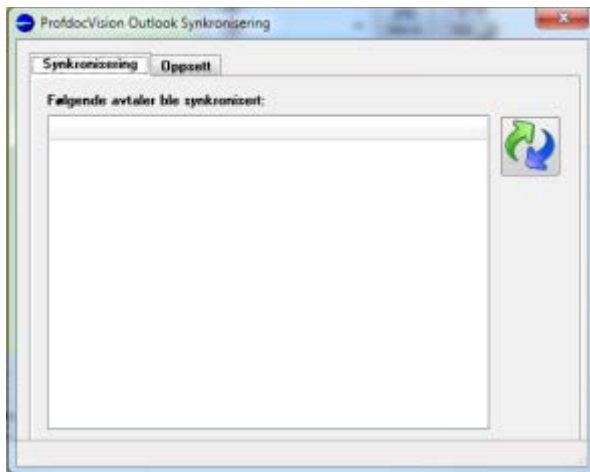 ProfdocVision Outlook Synkronisering
Synkronisering Oppsett
Følgende avtaler ble synkronisert: